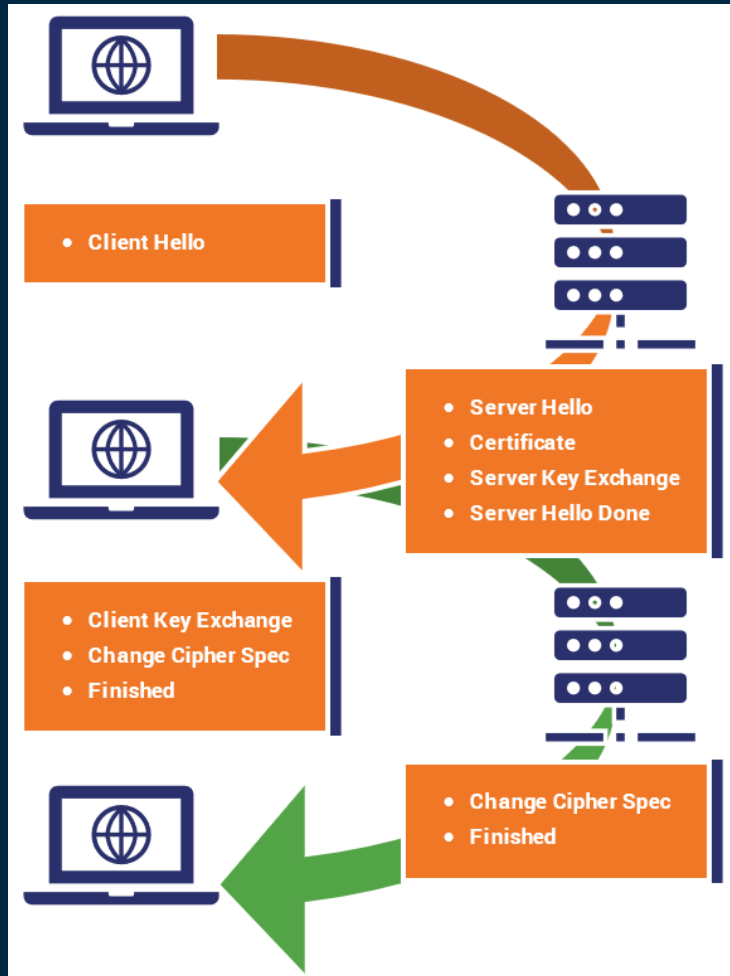 Client Hello
Server Hello
Certificate
Server Key Exchange
Server Hello Done
Client Key Exchange
Change Cipher Spec
Finished
Change Cipher Spec
Finished